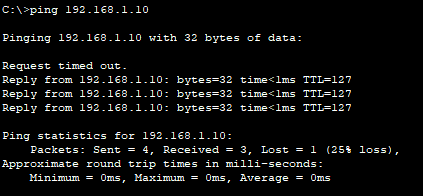 C:\>ping 192.168.1.10
Pinging 192.168.1.10 with 32 bytes of data:
Request timed out.
Reply from 192.168.1.10: bytes=32 time<1ms TTL=127
Reply from 192.168.1.10: bytes=32 time<1ms TTL=127
Reply from 192.168.1.10: bytes=32 time<1ms TTL=127
Ping statistics for 192.168.1.10:
    Packets: Sent = 4, Received = 3, Lost = 1 (25% loss),
Approximate round trip times in milli-seconds:
    Minimum = 0ms, Maximum = 0ms, Average = 0ms